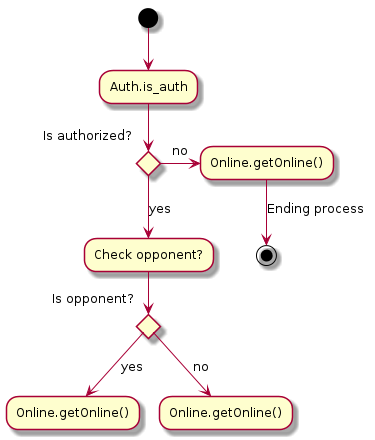 Auth.is_auth
Is authorized?
no
Online.getOnline()
yes
Ending process
Check opponent?
Is opponent?
yes
no
Online.getOnline()
Online.getOnline()